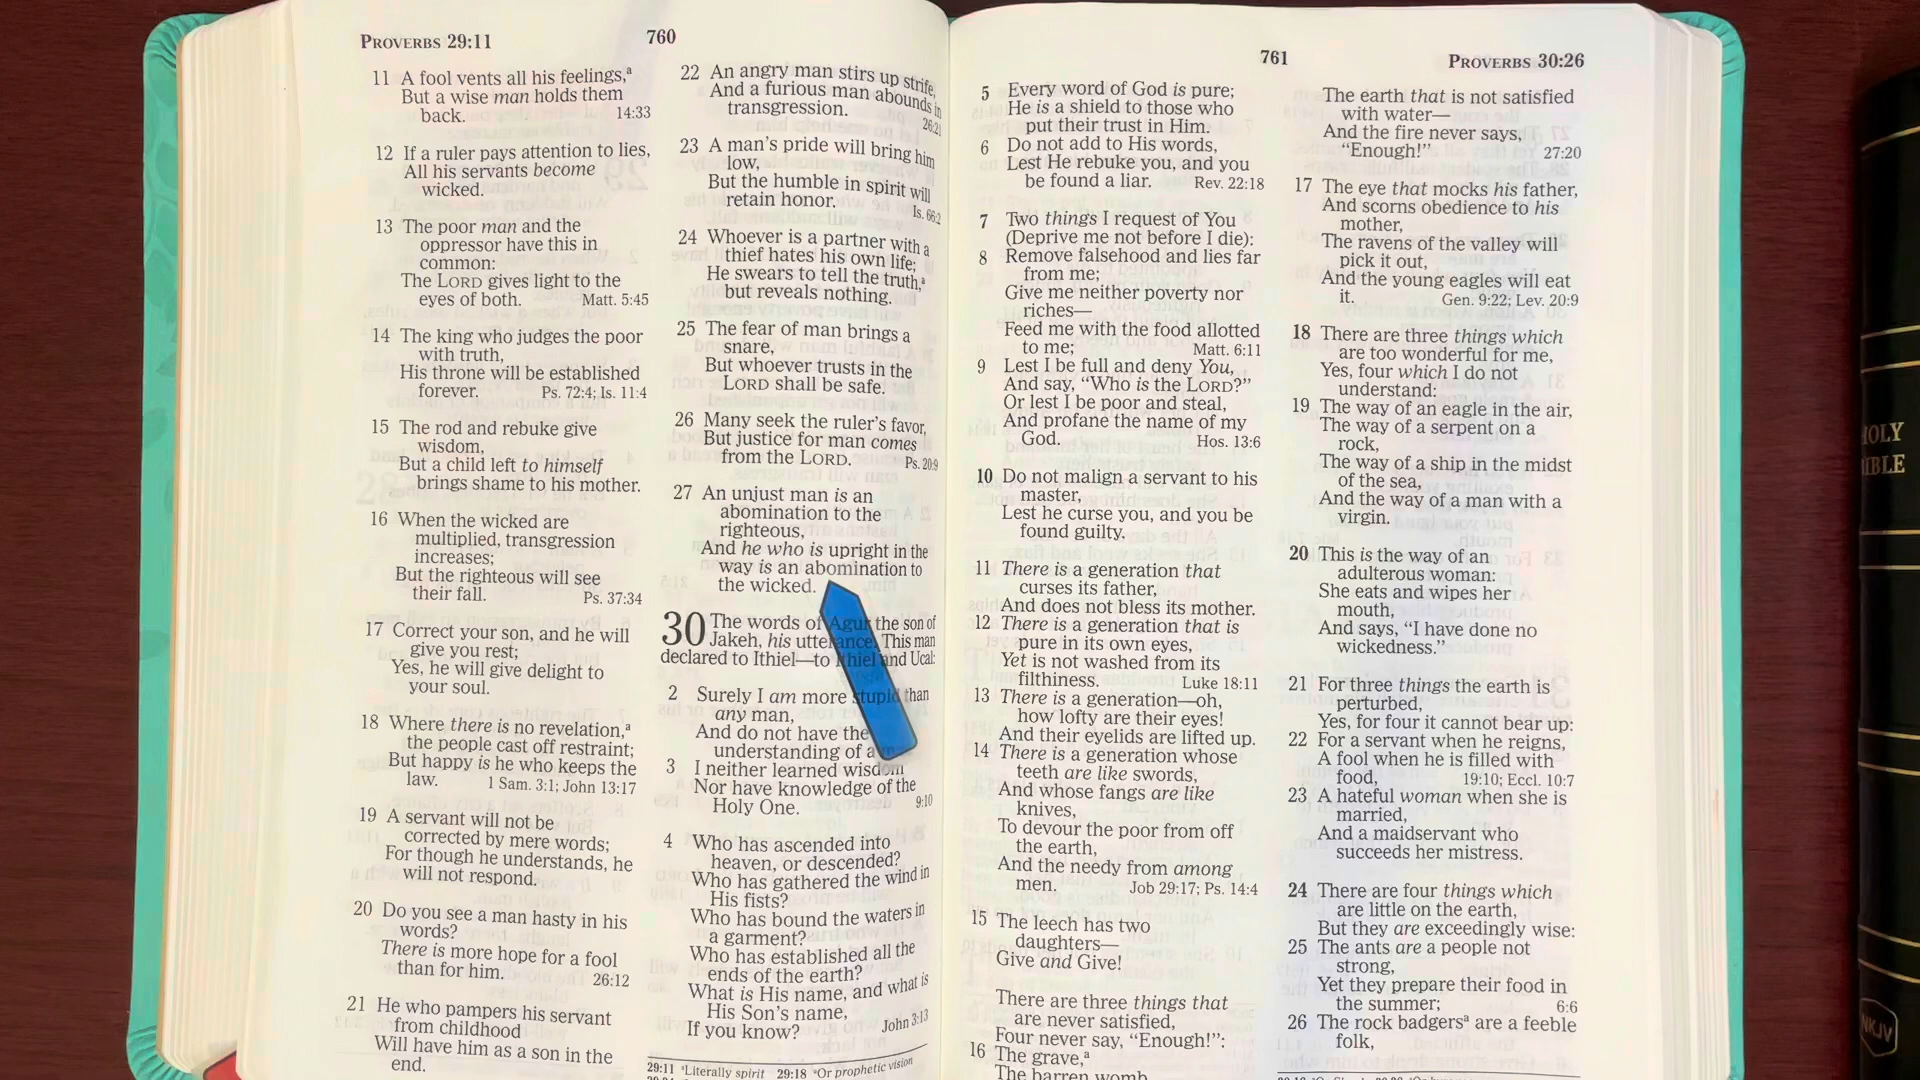 PROVERBS 29:11
760
11 A fool vents all his feelings,a
But a wise man holds them
back. 14:33
12 If a ruler pays attention to lies,
All his servants become
wicked.
13 The poor man and the
oppressor have this in
common:
The LORD gives light to the
eyes of both. Matt. 5:45
14 The king who judges the poor
with truth,
His throne will be established
forever. Ps. 72:4; Is. 11:4
15 The rod and rebuke give
wisdom,
But a child left to himself
brings shame to his mother.
16 When the wicked are
multiplied, transgression
increases;
But the righteous will see
their fall. Ps. 37:34
17 Correct your son, and he will
give you rest;
Yes, he will give delight to
your soul.
18 Where there is no revelation,a
the people cast off restraint;
But happy is he who keeps the
law. 1 Sam. 3:1; John 13:17
19 A servant will not be
corrected by mere words;
For though he understands, he
will not respond.
20 Do you see a man hasty in his
words?
There is more hope for a fool
than for him. 26:12
21 He who pampers his servant
from childhood
Will have him as a son in the
end.
22 An angry man stirs up strife,
And a furious man abounds in
transgression. 26:21
23 A man's pride will bring him
low,
But the humble in spirit will
retain honor. Is. 66:2
24 Whoever is a partner with a
thief hates his own life;
He swears to tell the truth,a
but reveals nothing.
25 The fear of man brings a
snare,
But whoever trusts in the
LORD shall be safe.
26 Many seek the ruler's favor,
But justice for man comes
from the LORD. Ps. 20:9
27 An unjust man is an
abomination to the
righteous,
And he who is upright in the
way is an abomination to
the wicked.
30 The words of Agur the son of
Jakeh, his utterance. This man
declared to Ithiel—to Ithiel and Ucal:
2 Surely I am more stupid than
any man,
And do not have the
understanding of a
3 I neither learned wisdom
Nor have knowledge of the
Holy One. 9:10
4 Who has ascended into
heaven, or descended?
Who has gathered the wind in
His fists?
Who has bound the waters in
a garment?
Who has established all the
ends of the earth?
What is His name, and what is
His Son's name,
If you know? John 3:13
29:11 aLiterally spirit 29:18 aOr prophetic vision
761
PROVERBS 30:26
5 Every word of God is pure;
He is a shield to those who
put their trust in Him.
6 Do not add to His words,
Lest He rebuke you, and you
be found a liar. Rev. 22:18
7 Two things I request of You
(Deprive me not before I die):
8 Remove falsehood and lies far
from me;
Give me neither poverty nor
riches—
Feed me with the food allotted
to me; Matt. 6:11
9 Lest I be full and deny You,
And say, “Who is the LORD?”
Or lest I be poor and steal,
And profane the name of my
God. Hos. 13:6
10 Do not malign a servant to his
master,
Lest he curse you, and you be
found guilty.
11 There is a generation that
curses its father,
And does not bless its mother.
12 There is a generation that is
pure in its own eyes,
Yet is not washed from its
filthiness. Luke 18:11
13 There is a generation—oh,
how lofty are their eyes!
And their eyelids are lifted up.
14 There is a generation whose
teeth are like swords,
And whose fangs are like
knives,
To devour the poor from off
the earth,
And the needy from among
men. Job 29:17; Ps. 14:4
15 The leech has two
daughters—
Give and Give!
There are three things that
are never satisfied,
Four never say, “Enough!”:
16 The grave,a
The barren womb,
The earth that is not satisfied
with water—
And the fire never says,
“Enough!” 27:20
17 The eye that mocks his father,
And scorns obedience to his
mother,
The ravens of the valley will
pick it out,
And the young eagles will eat
it. Gen. 9:22; Lev. 20:9
18 There are three things which
are too wonderful for me,
Yes, four which I do not
understand:
19 The way of an eagle in the air,
The way of a serpent on a
rock,
The way of a ship in the midst
of the sea,
And the way of a man with a
virgin.
20 This is the way of an
adulterous woman:
She eats and wipes her
mouth,
And says, “I have done no
wickedness.”
21 For three things the earth is
perturbed,
Yes, for four it cannot bear up:
22 For a servant when he reigns,
A fool when he is filled with
food, 19:10; Eccl. 10:7
23 A hateful woman when she is
married,
And a maidservant who
succeeds her mistress.
24 There are four things which
are little on the earth,
But they are exceedingly wise:
25 The ants are a people not
strong,
Yet they prepare their food in
the summer; 6:6
26 The rock badgersa are a feeble
folk,
HOLY
BIBLE
NKJV